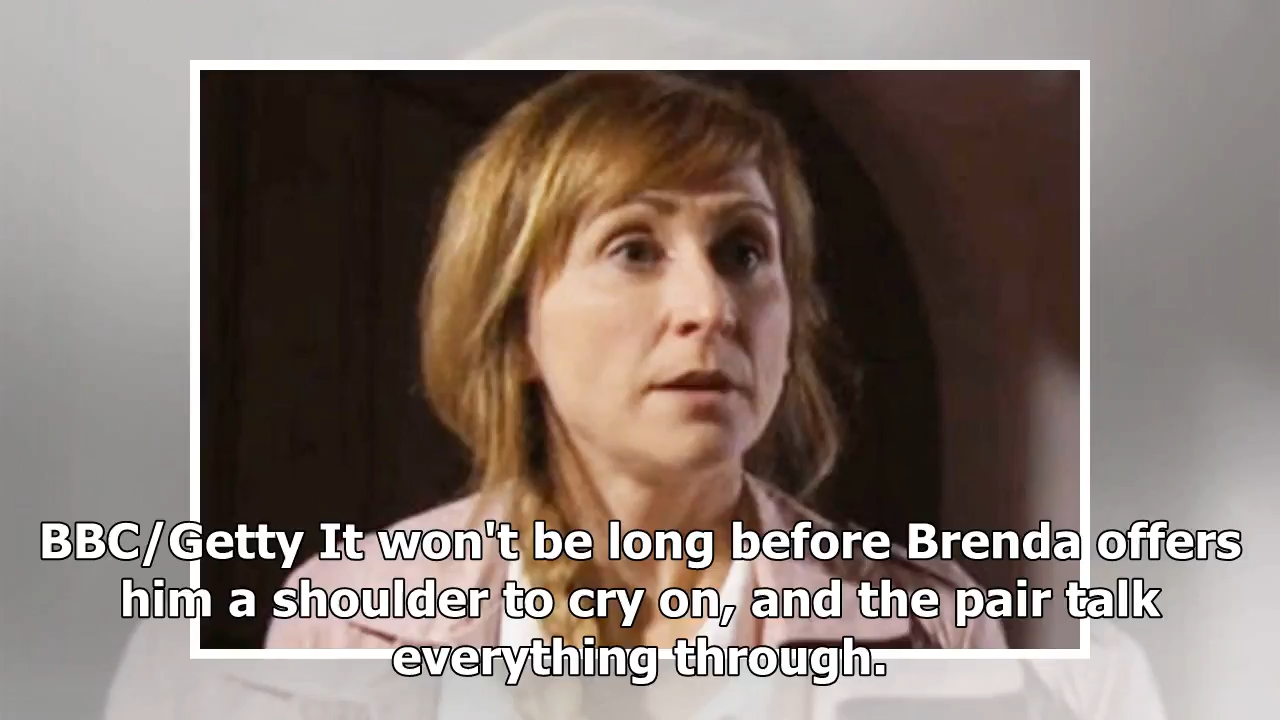 BBC/Getty It won't be long before Brenda offers
him a shoulder to cry on, and the pair talk
everything through.